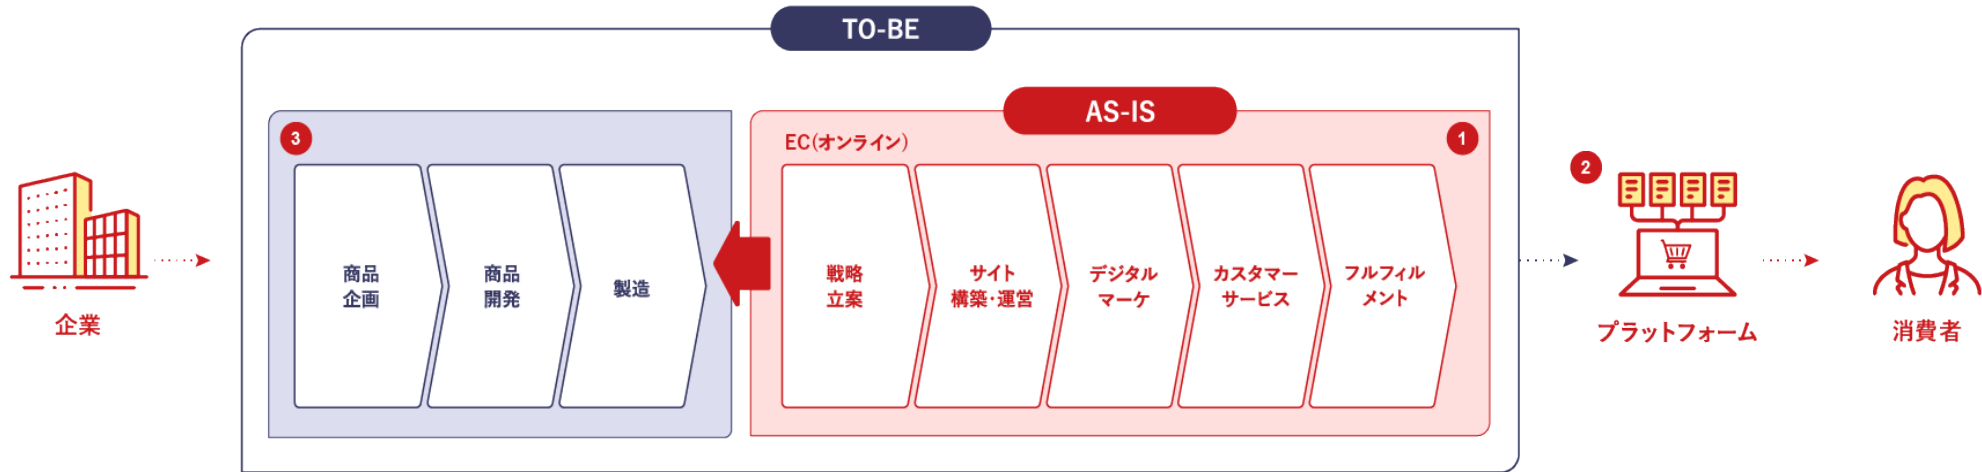 TO-BE
AS-IS
3
EC(オンライン)
1
2
商品
企画
商品
開発
製造
戦略
立案
サイト
構築・運営
デジタル
マーケ
カスタマー
サービス
フルフィル
メント
企業
プラットフォーム
消費者